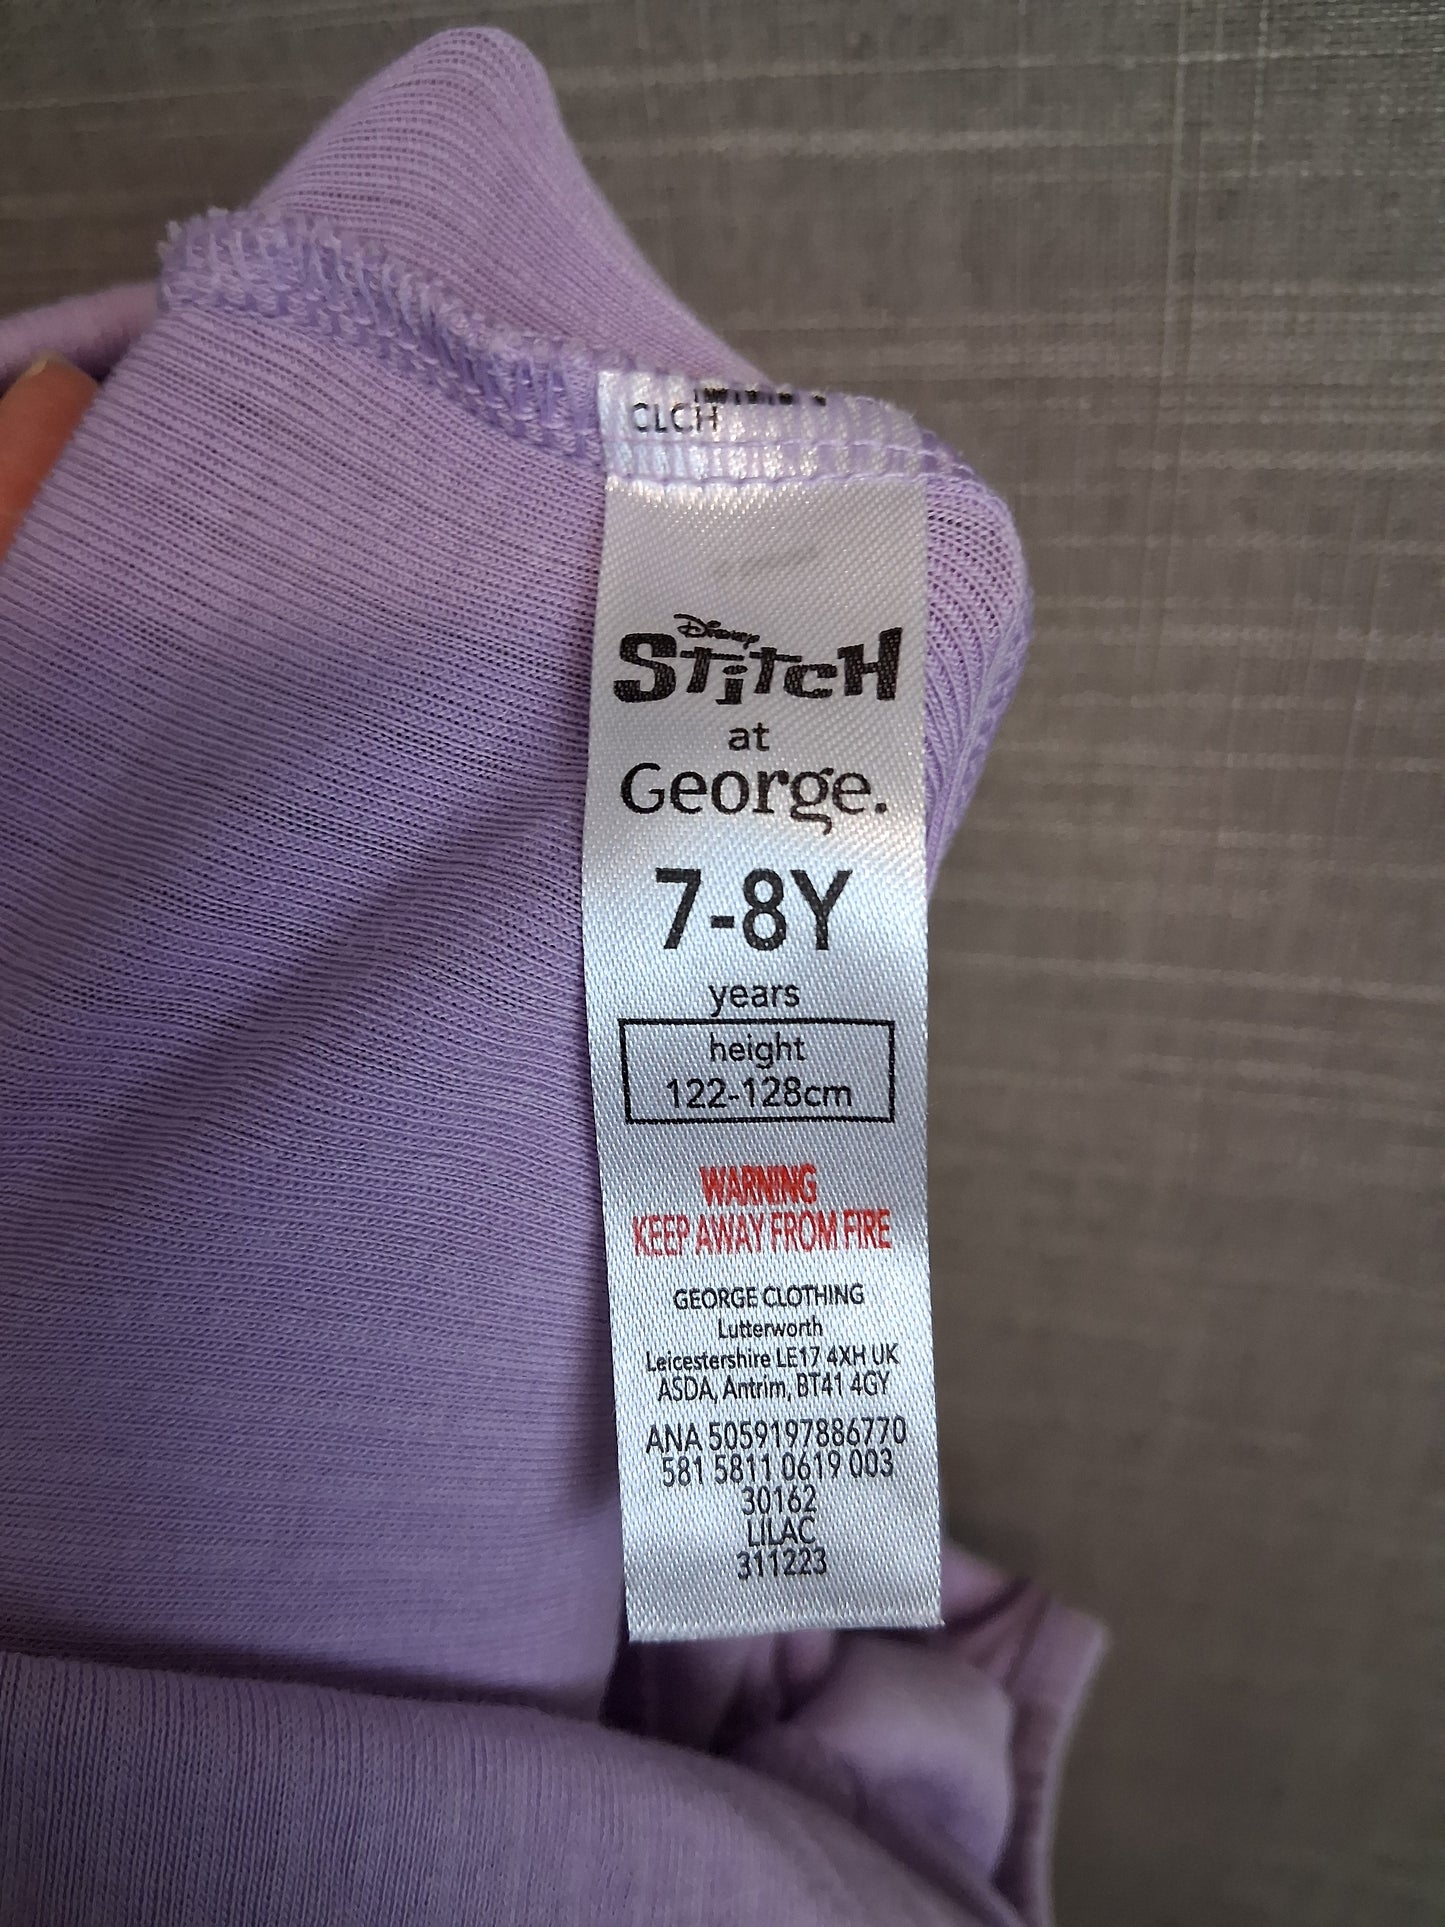 CLCH
Disney
STiTCH
at
George.
7-8Y
years
height
122-128cm
WARNING
KEEP AWAY FROM FIRE
GEORGE CLOTHING
Lutterworth
Leicestershire LE17 4XH UK
ASDA, Antrim, BT41 4GY
ANA 5059197886770
581 5811 0619 003
30162
LILAC
311223